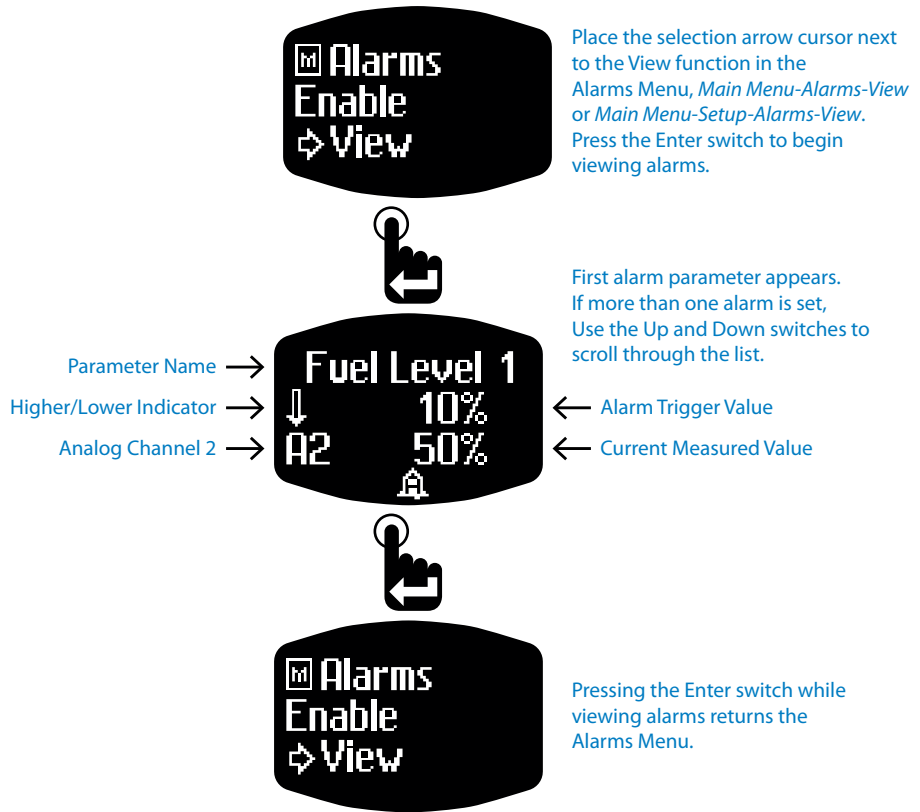 M Alarms
Enable
View
Place the selection arrow cursor next
to the View function in the
Alarms Menu, Main Menu-Alarms-View
or Main Menu-Setup-Alarms-View.
Press the Enter switch to begin
viewing alarms.
First alarm parameter appears.
If more than one alarm is set,
Use the Up and Down switches to
scroll through the list.
Parameter Name
Higher/Lower Indicator
Analog Channel 2
Fuel Level 1
10%
A2 50%
A
Alarm Trigger Value
Current Measured Value
M Alarms
Enable
View
Pressing the Enter switch while
viewing alarms returns the
Alarms Menu.